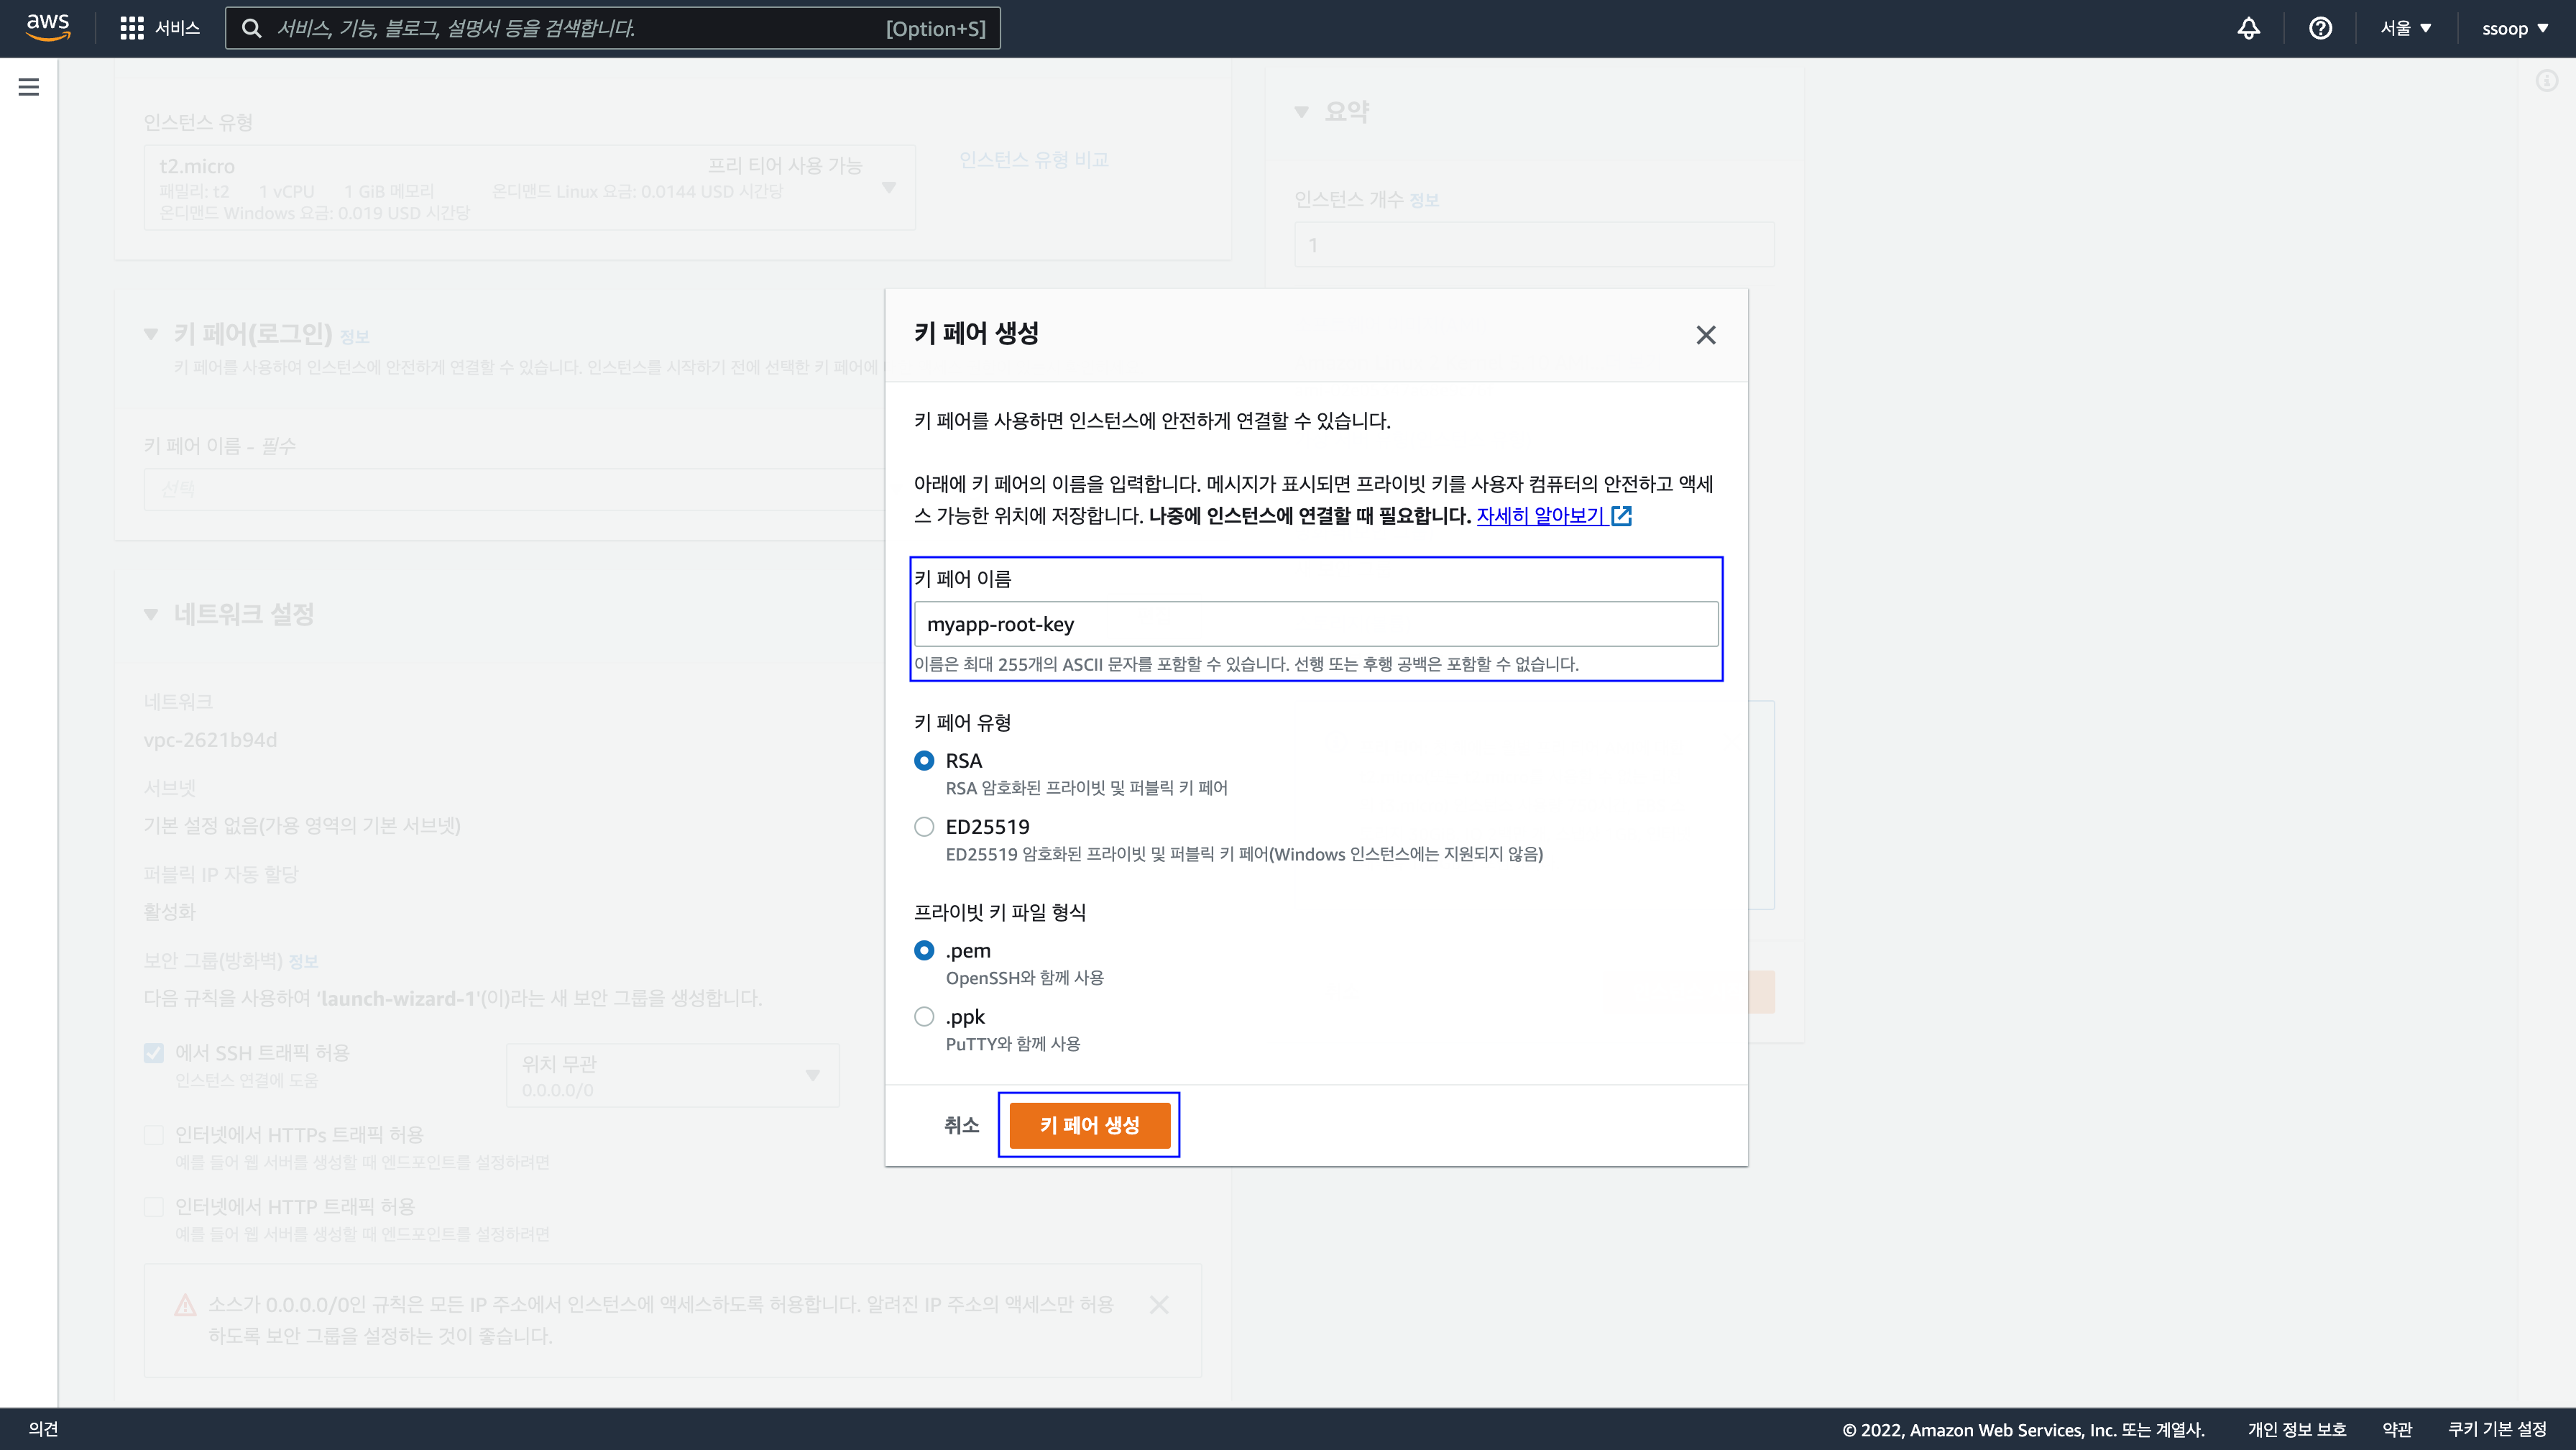 aws
서비스
서비스, 기능, 블로그, 설명서 등을 검색합니다.
[Option+S]
서울 ▼
ssoop ▼
인스턴스 유형
t2.micro
프리 티어 사용 가능
패밀리: t2 1 vCPU 1 GiB 메모리 온디맨드 Linux 요금: 0.0144 USD 시간당
온디맨드 Windows 요금: 0.019 USD 시간당
인스턴스 유형 비교
요약
인스턴스 개수 정보
1
키 페어(로그인) 정보
키 페어를 사용하여 인스턴스에 안전하게 연결할 수 있습니다. 인스턴스를 시작하기 전에 선택한 키 페어에
키 페어 이름 - 필수
선택
네트워크 설정
네트워크
vpc-2621b94d
서브넷
기본 설정 없음(가용 영역의 기본 서브넷)
퍼블릭 IP 자동 할당
활성화
보안 그룹(방화벽) 정보
다음 규칙을 사용하여 'launch-wizard-1'(이)라는 새 보안 그룹을 생성합니다.
에서 SSH 트래픽 허용
인스턴스 연결에 도움
위치 무관
0.0.0.0/0
인터넷에서 HTTPs 트래픽 허용
예를 들어 웹 서버를 생성할 때 엔드포인트를 설정하려면
인터넷에서 HTTP 트래픽 허용
예를 들어 웹 서버를 생성할 때 엔드포인트를 설정하려면
소스가 0.0.0.0/0인 규칙은 모든 IP 주소에서 인스턴스에 액세스하도록 허용합니다. 알려진 IP 주소의 액세스만 허용
하도록 보안 그룹을 설정하는 것이 좋습니다.
키 페어 생성
키 페어를 사용하면 인스턴스에 안전하게 연결할 수 있습니다.
아래에 키 페어의 이름을 입력합니다. 메시지가 표시되면 프라이빗 키를 사용자 컴퓨터의 안전하고 액세
스 가능한 위치에 저장합니다. 나중에 인스턴스에 연결할 때 필요합니다. 자세히 알아보기
키 페어 이름
myapp-root-key
이름은 최대 255개의 ASCII 문자를 포함할 수 있습니다. 선행 또는 후행 공백은 포함할 수 없습니다.
키 페어 유형
RSA
RSA 암호화된 프라이빗 및 퍼블릭 키 페어
ED25519
ED25519 암호화된 프라이빗 및 퍼블릭 키 페어(Windows 인스턴스에는 지원되지 않음)
프라이빗 키 파일 형식
.pem
OpenSSH와 함께 사용
.ppk
PuTTY와 함께 사용
취소
키 페어 생성
의견
© 2022, Amazon Web Services, Inc. 또는 계열사.
개인 정보 보호
약관
쿠키 기본 설정